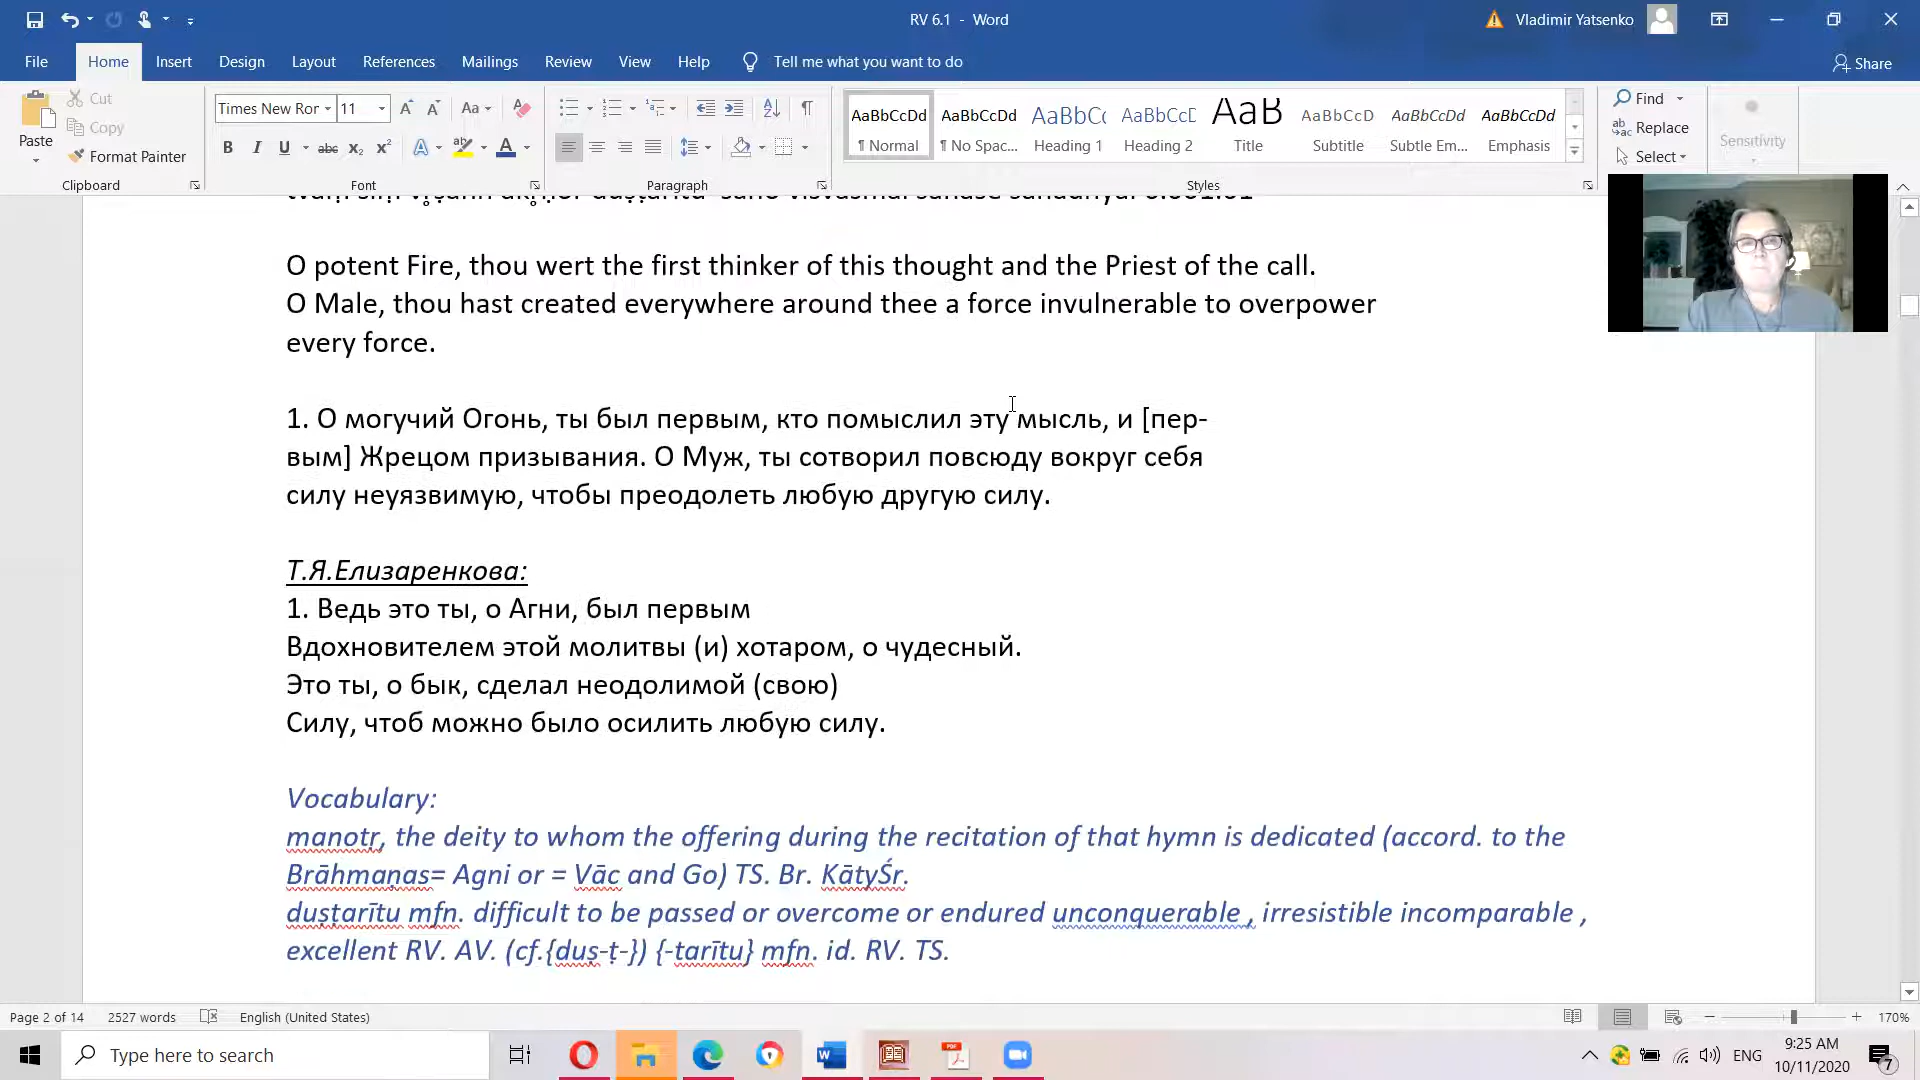 RV 6.1 - Word
Vladimir Yatsenko
File Home Insert Design Layout References Mailings Review View Help Tell me what you want to do Share
Paste
Cut
Copy
Format Painter
Clipboard
Times New Ror 11
Font
Paragraph
AaBbCcDd AaBbCcDd AaBbCc AaBbCcE AaB AaBbCcD AaBbCcDd AaBbCcDd
¶ Normal ¶ No Spac... Heading 1 Heading 2 Title Subtitle Subtle Em... Emphasis
Styles
Find
Replace
Select
Sensitivity
O potent Fire, thou wert the first thinker of this thought and the Priest of the call.
O Male, thou hast created everywhere around thee a force invulnerable to overpower
every force.
1. О могучий Огонь, ты был первым, кто помыслил эту мысль, и [пер-
вым] Жрецом призывания. О Муж, ты сотворил повсюду вокруг себя
силу неуязвимую, чтобы преодолеть любую другую силу.
Т.Я.Елизаренкова:
1. Ведь это ты, о Агни, был первым
Вдохновителем этой молитвы (и) хотаром, о чудесный.
Это ты, о бык, сделал неодолимой (свою)
Силу, чтоб можно было осилить любую силу.
Vocabulary:
manotṛ, the deity to whom the offering during the recitation of that hymn is dedicated (accord. to the
Brāhmaṇas= Agni or = Vāc and Go) TS. Br. KātyŚr.
duṣṭarītu mfn. difficult to be passed or overcome or endured unconquerable , irresistible incomparable ,
excellent RV. AV. (cf.{duṣ-ṭ-}) {-tarītu} mfn. id. RV. TS.
Page 2 of 14 2527 words English (United States) 170%
Type here to search
ENG
9:25 AM
10/11/2020
7